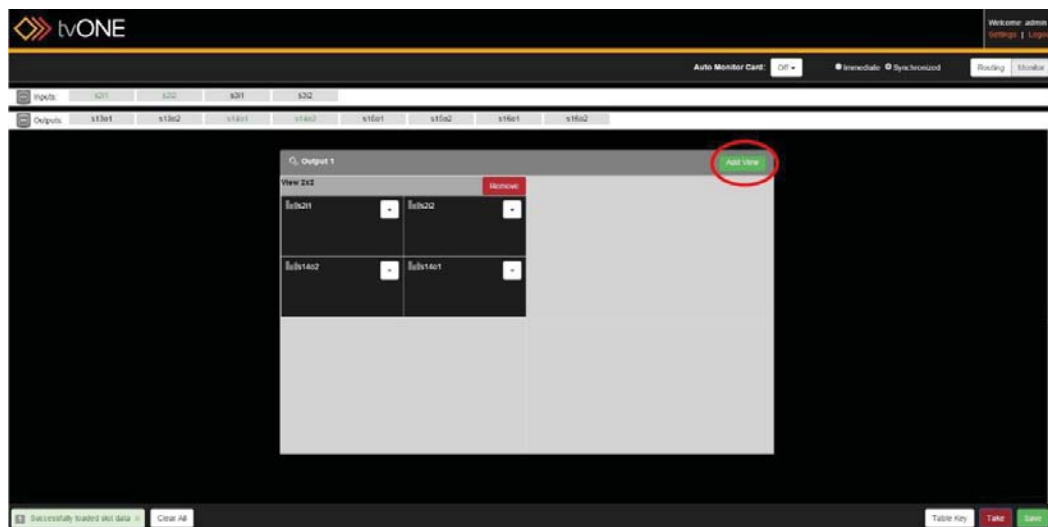 tvONE
Welcome: admin
Settings | Logout
Auto Monitor Card: Off Immediate Synchronized Routing Monitor
Inputs: s2i1 s2i2 s3i1 s3i2
Outputs: s13o1 s13o2 s14o1 s14o2 s15o1 s15o2 s16o1 s16o2
Output 1 Add View
View 2x2 Remove
s2i1 s2i2
s14o2 s14o1
Successfully loaded slot data Clear All Table Key Take Save